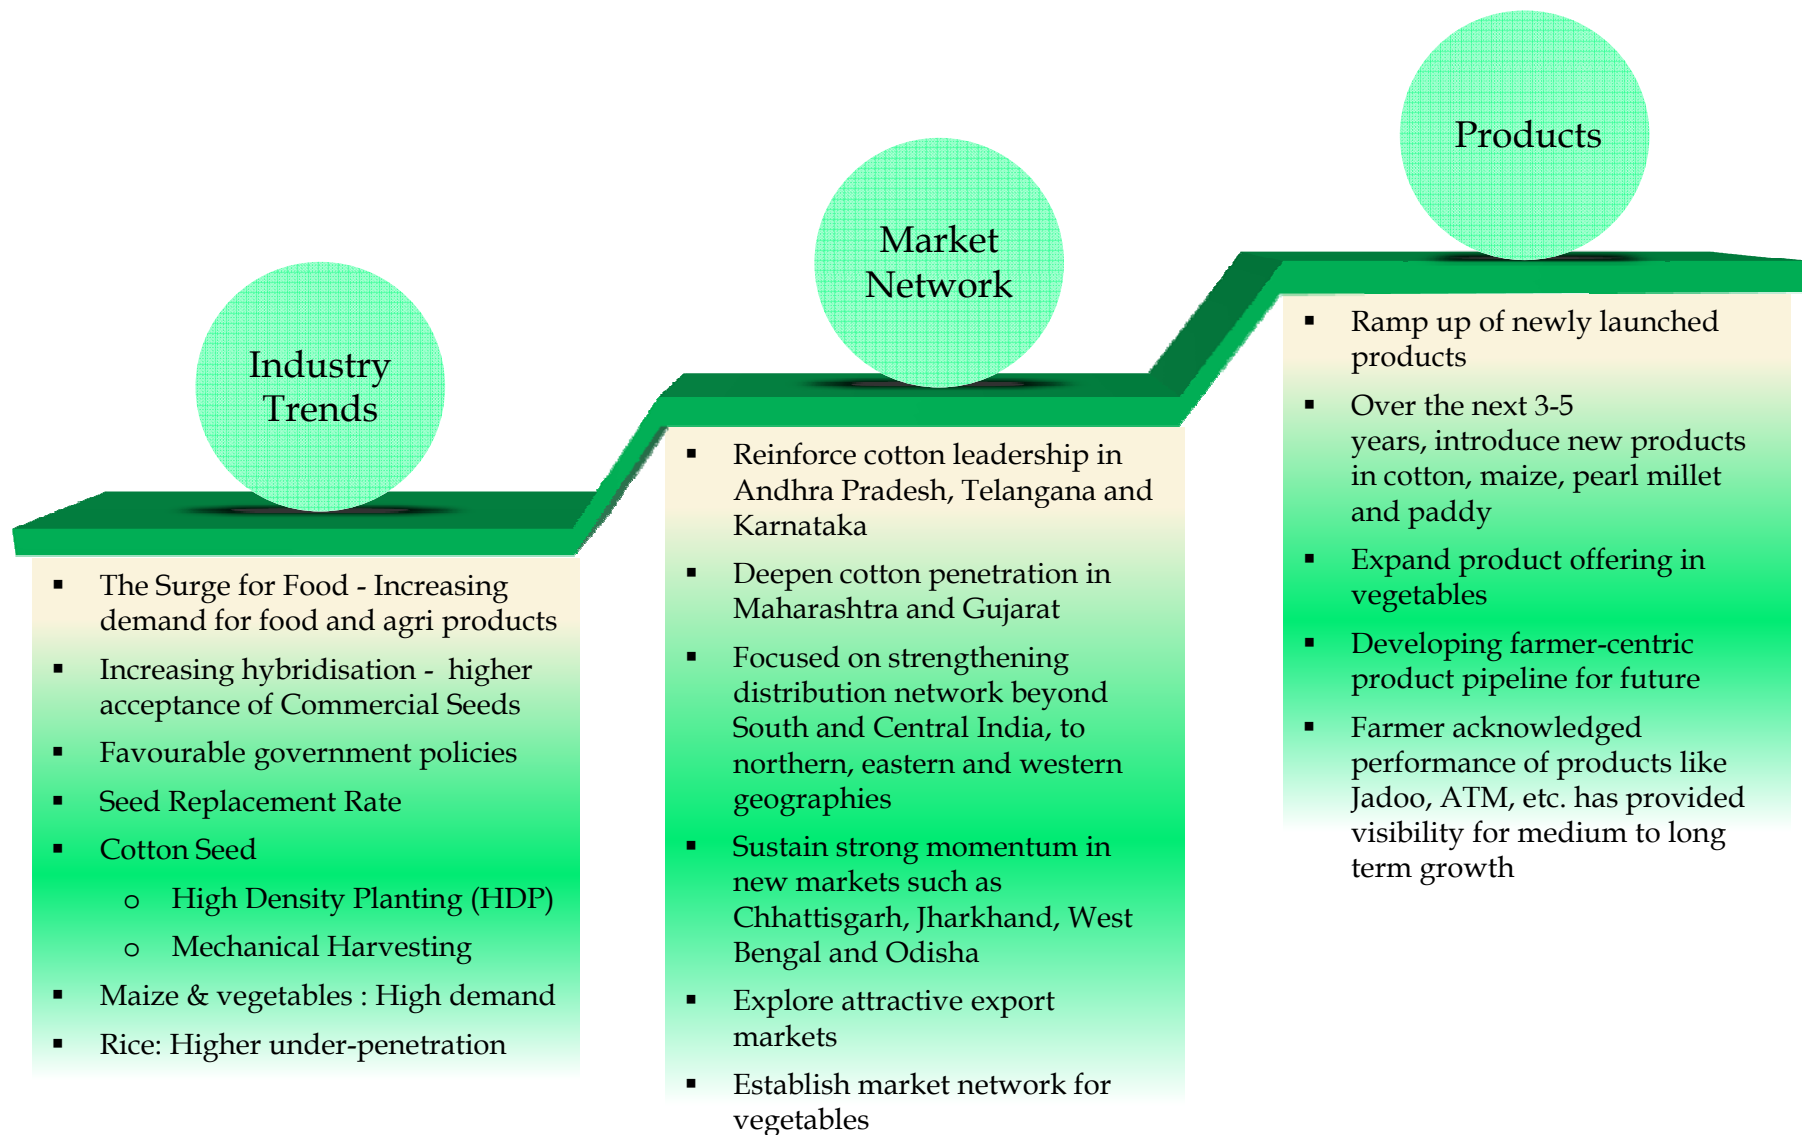 Industry
Trends
▪ The Surge for Food - Increasing
demand for food and agri products
▪ Increasing hybridisation - higher
acceptance of Commercial Seeds
▪ Favourable government policies
▪ Seed Replacement Rate
▪ Cotton Seed
o High Density Planting (HDP)
o Mechanical Harvesting
▪ Maize & vegetables : High demand
▪ Rice: Higher under-penetration
Market
Network
▪ Reinforce cotton leadership in
Andhra Pradesh, Telangana and
Karnataka
▪ Deepen cotton penetration in
Maharashtra and Gujarat
▪ Focused on strengthening
distribution network beyond
South and Central India, to
northern, eastern and western
geographies
▪ Sustain strong momentum in
new markets such as
Chhattisgarh, Jharkhand, West
Bengal and Odisha
▪ Explore attractive export
markets
▪ Establish market network for
vegetables
Products
▪ Ramp up of newly launched
products
▪ Over the next 3-5
years, introduce new products
in cotton, maize, pearl millet
and paddy
▪ Expand product offering in
vegetables
▪ Developing farmer-centric
product pipeline for future
▪ Farmer acknowledged
performance of products like
Jadoo, ATM, etc. has provided
visibility for medium to long
term growth